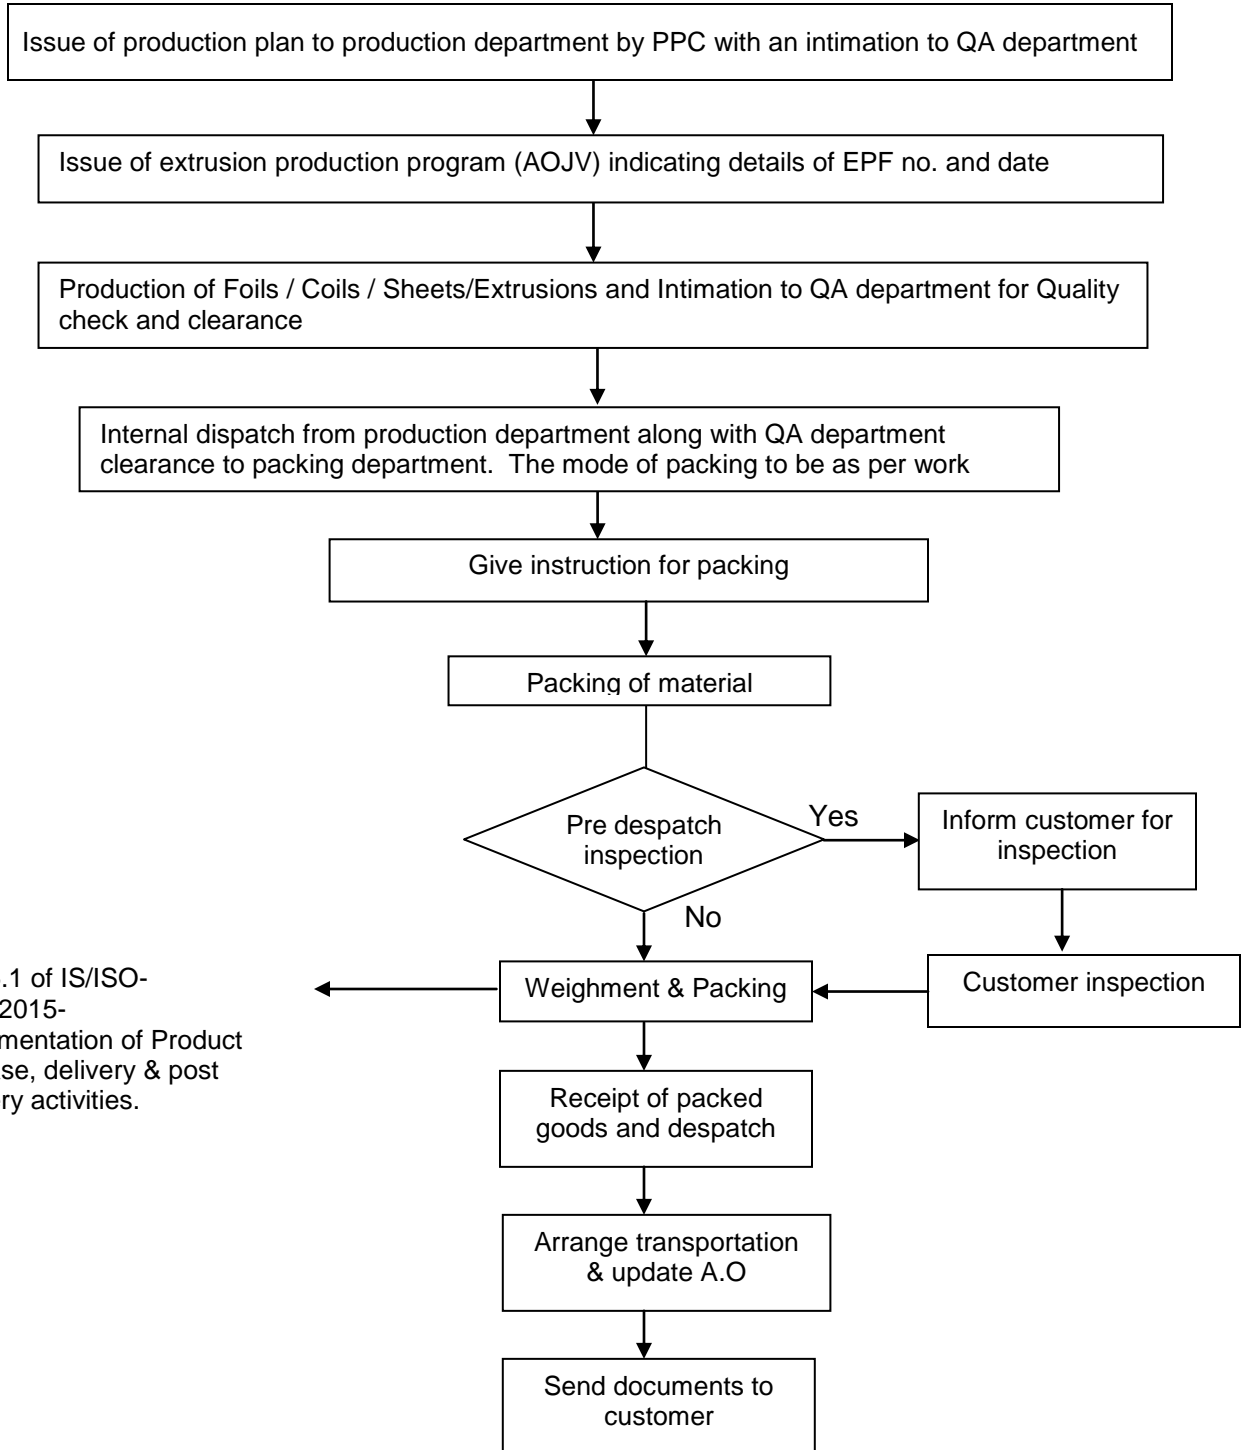 Issue of production plan to production department by PPC with an intimation to QA department
Issue of extrusion production program (AOJV) indicating details of EPF no. and date
Production of Foils / Coils / Sheets/Extrusions and Intimation to QA department for Quality
check and clearance
Internal dispatch from production department along with QA department
clearance to packing department.  The mode of packing to be as per work
Give instruction for packing
Packing of material
Pre despatch
inspection
Yes
Inform customer for
inspection
No
Customer inspection
Weighment & Packing
.1 of IS/ISO-
2015-
mentation of Product
ase, delivery & post
ery activities.
Receipt of packed
goods and despatch
Arrange transportation
& update A.O
Send documents to
customer